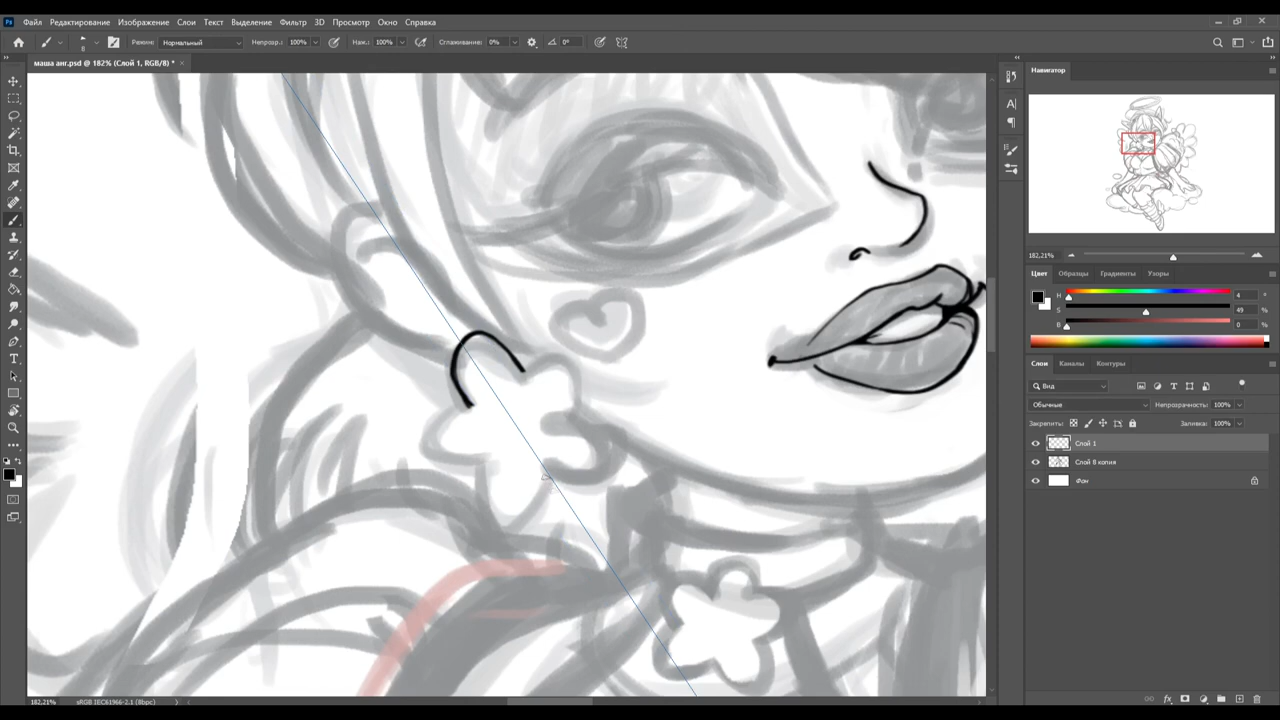 Ps Файл Редактирование Изображение Слои Текст Выделение Фильтр 3D Просмотр Окно Справка
8 Режим: Нормальный Непрозр.: 100% Наж.: 100% Сглаживание: 0% 0°
маша анг.psd @ 182% (Слой 1, RGB/8) * ×
Навигатор
182,21%
Цвет Образцы Градиенты Узоры
H 4 °
S 49 %
B 0 %
Слои Каналы Контуры
Вид
Обычные Непрозрачность: 100%
Закрепить: Заливка: 100%
Слой 1
Слой 8 копия
Фон
182,21% sRGB IEC61966-2.1 (8bpc)